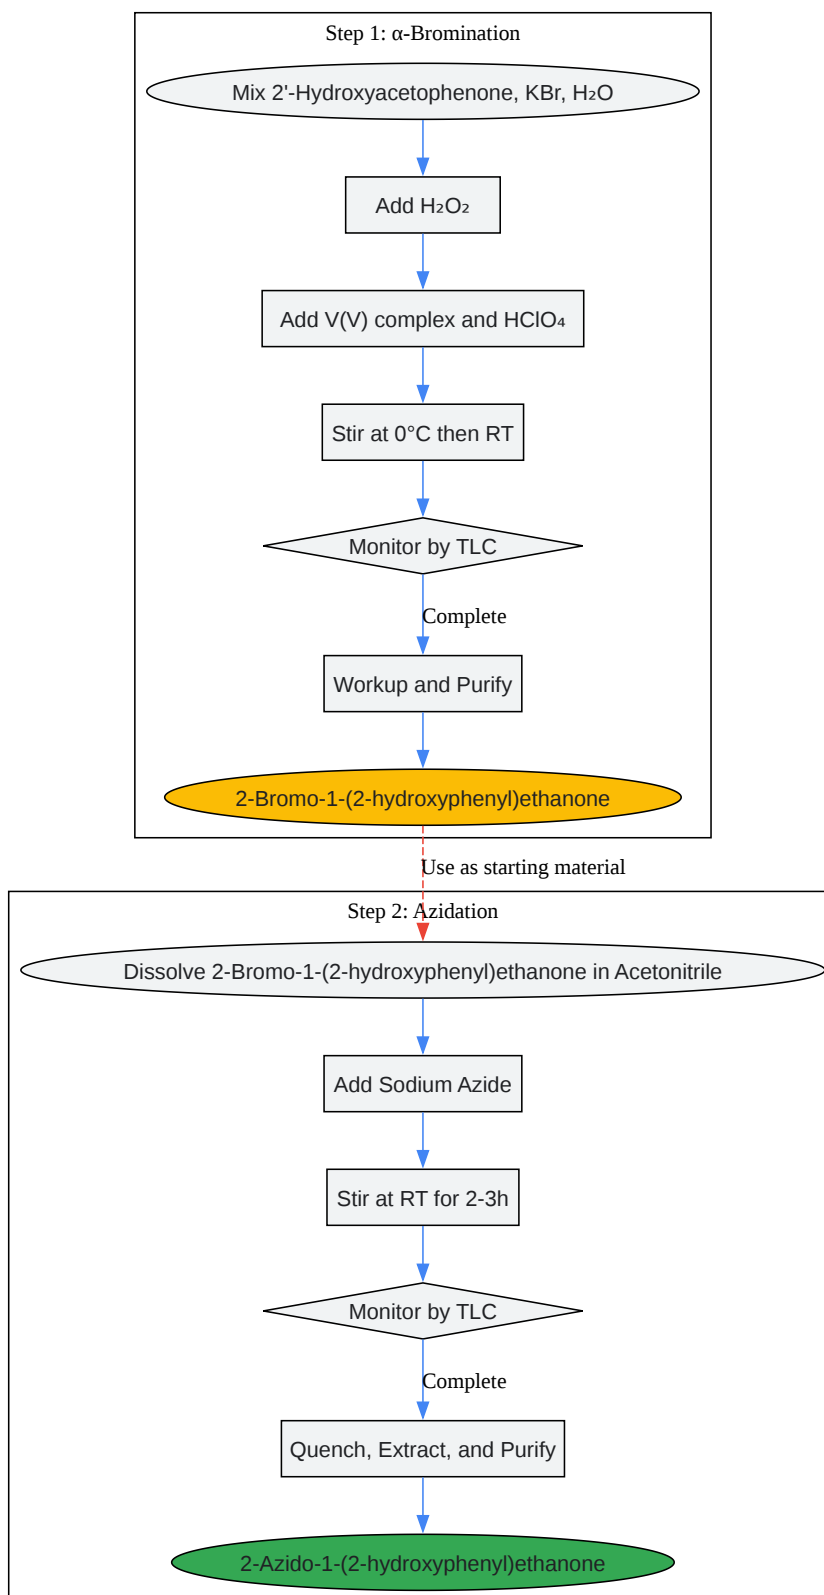 Step 1: α-Bromination
Mix 2'-Hydroxyacetophenone, KBr, H₂O
Add H₂O₂
Add V(V) complex and HClO₄
Stir at 0°C then RT
Monitor by TLC
Complete
Workup and Purify
2-Bromo-1-(2-hydroxyphenyl)ethanone
Use as starting material
Step 2: Azidation
Dissolve 2-Bromo-1-(2-hydroxyphenyl)ethanone in Acetonitrile
Add Sodium Azide
Stir at RT for 2-3h
Monitor by TLC
Complete
Quench, Extract, and Purify
2-Azido-1-(2-hydroxyphenyl)ethanone